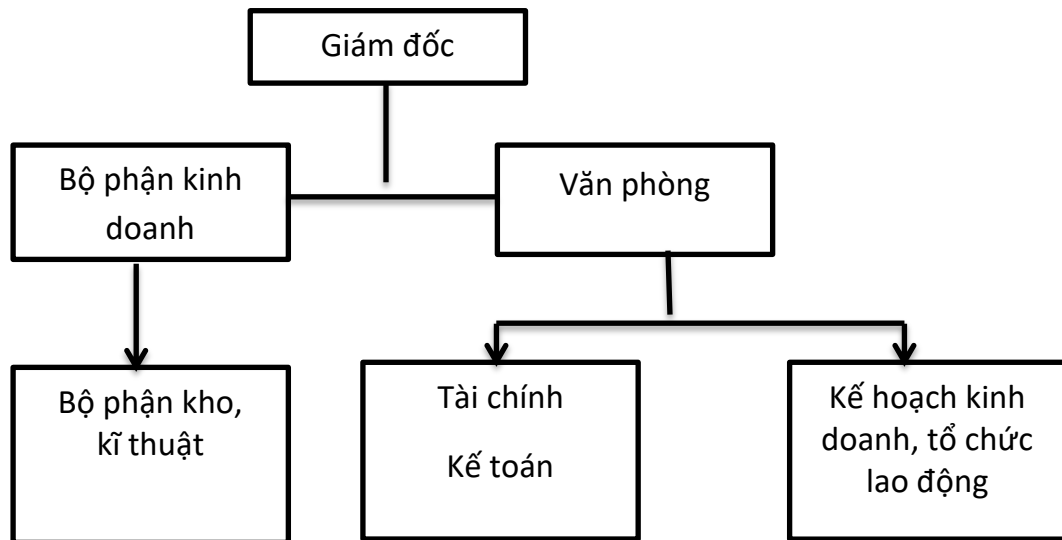 Giám đốc
Bộ phận kinh
doanh
Văn phòng
Bộ phận kho,
kĩ thuật
Tài chính
Kế toán
Kế hoạch kinh
doanh, tổ chức
lao động